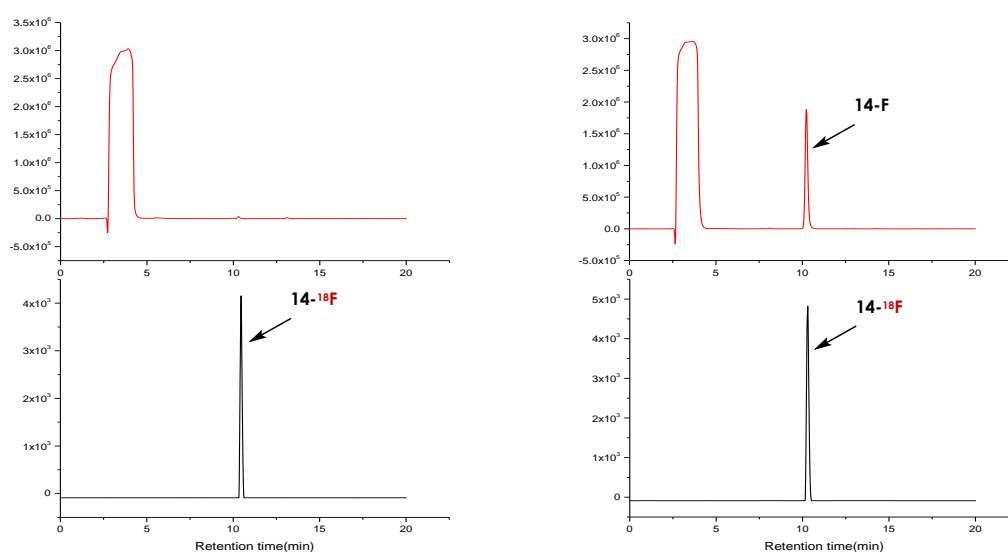 3.5x10⁶
3.0x10⁶
2.5x10⁶
2.0x10⁶
1.5x10⁶
1.0x10⁶
5.0x10⁵
0.0
-5.0x10⁵
0 5 10 15 20
3.0x10⁶
2.5x10⁶
2.0x10⁶
1.5x10⁶
1.0x10⁶
5.0x10⁵
0.0
-5.0x10⁵
14-F
0 5 10 15 20
4x10³
3x10³
2x10³
1x10³
0
14-¹⁸F
0 5 10 15 20
Retention time(min)
5x10³
4x10³
3x10³
2x10³
1x10³
0
14-¹⁸F
0 5 10 15 20
Retention time(min)